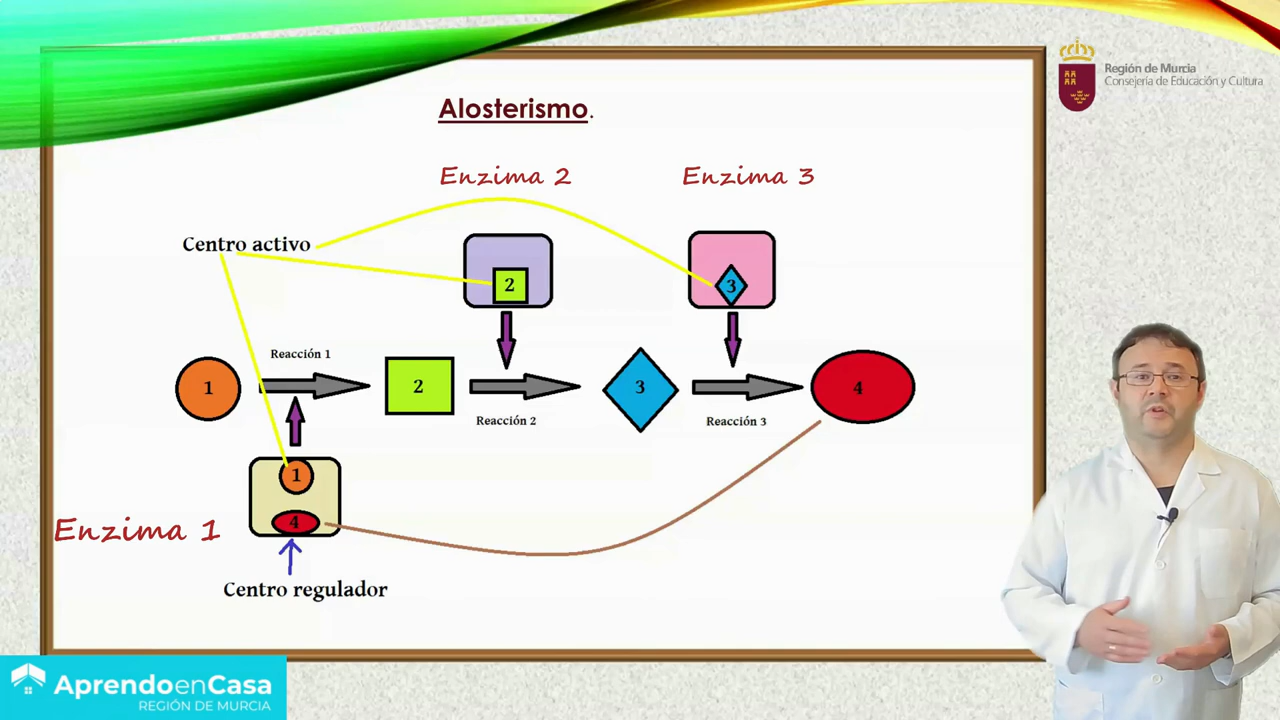 Región de Murcia
Consejería de Educación y Cultura
Alosterismo.
Enzima 2
Enzima 3
Centro activo
2
3
Reacción 1
1
2
3
4
Reacción 2
Reacción 3
1
4
Enzima 1
Centro regulador
AprendoenCasa
REGIÓN DE MURCIA